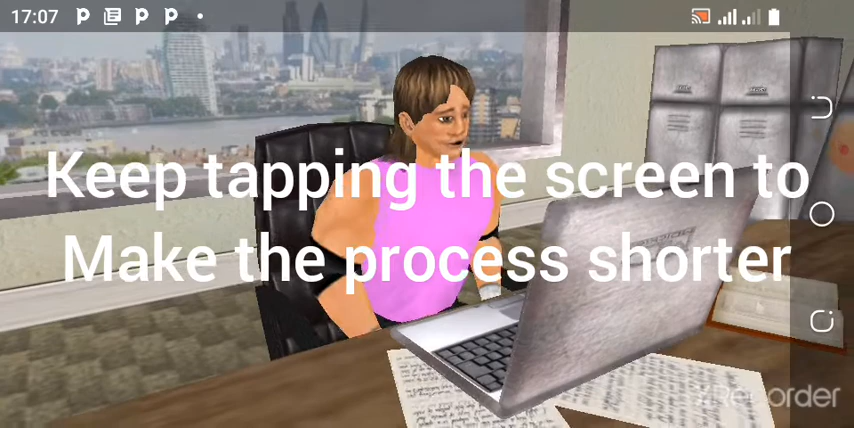 17:07
Keep tapping the screen to
Make the process shorter
XRecorder